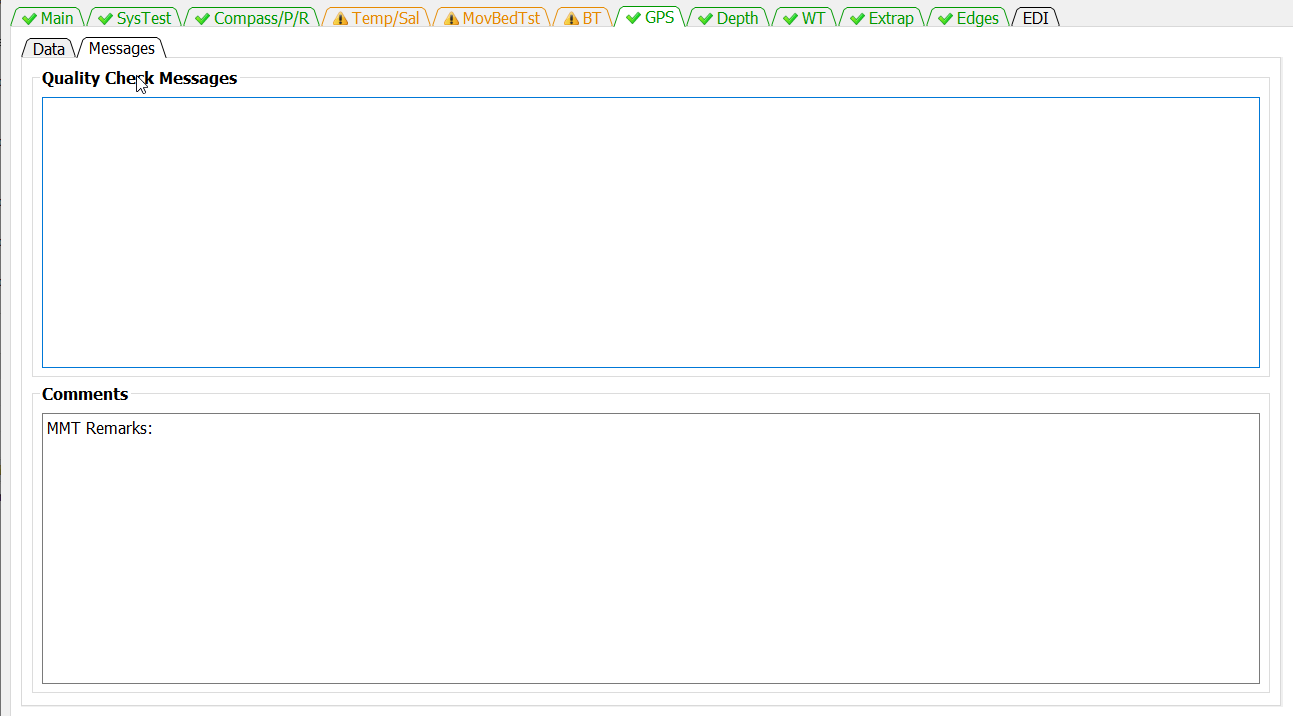 Main SysTest Compass/P/R Temp/Sal MovBedTst BT GPS Depth WT Extrap Edges EDI
Data Messages
Quality Check Messages
Comments
MMT Remarks: